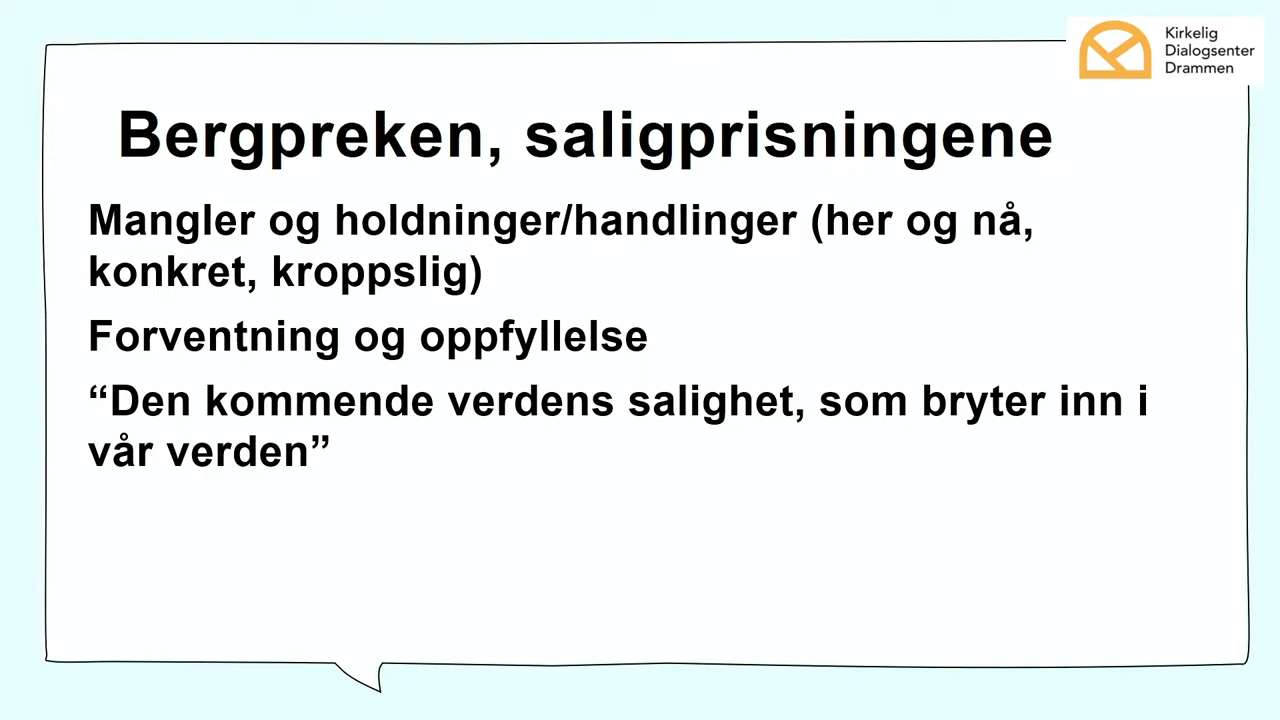 Kirkelig
Dialogsenter
Drammen
Bergpreken, saligprisningene
Mangler og holdninger/handlinger (her og nå,
konkret, kroppslig)
Forventning og oppfyllelse
“Den kommende verdens salighet, som bryter inn i
vår verden”